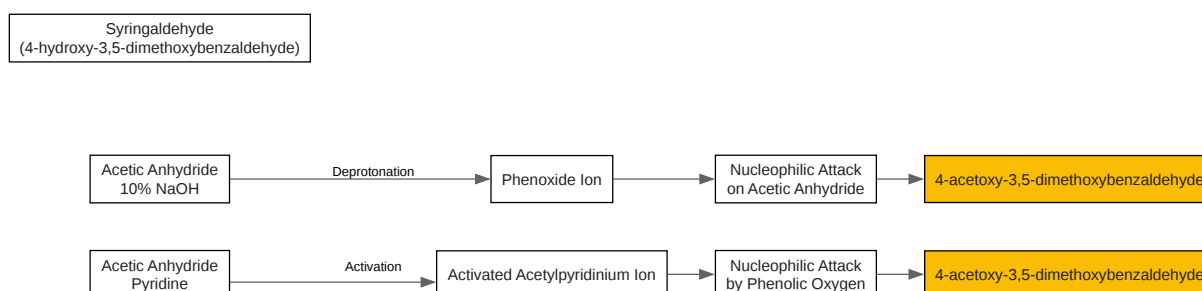 Syringaldehyde
(4-hydroxy-3,5-dimethoxybenzaldehyde)
Acetic Anhydride
10% NaOH
Deprotonation
Phenoxide Ion
Nucleophilic Attack
on Acetic Anhydride
4-acetoxy-3,5-dimethoxybenzaldehyde
Acetic Anhydride
Pyridine
Activation
Activated Acetylpyridinium Ion
Nucleophilic Attack
by Phenolic Oxygen
4-acetoxy-3,5-dimethoxybenzaldehyde